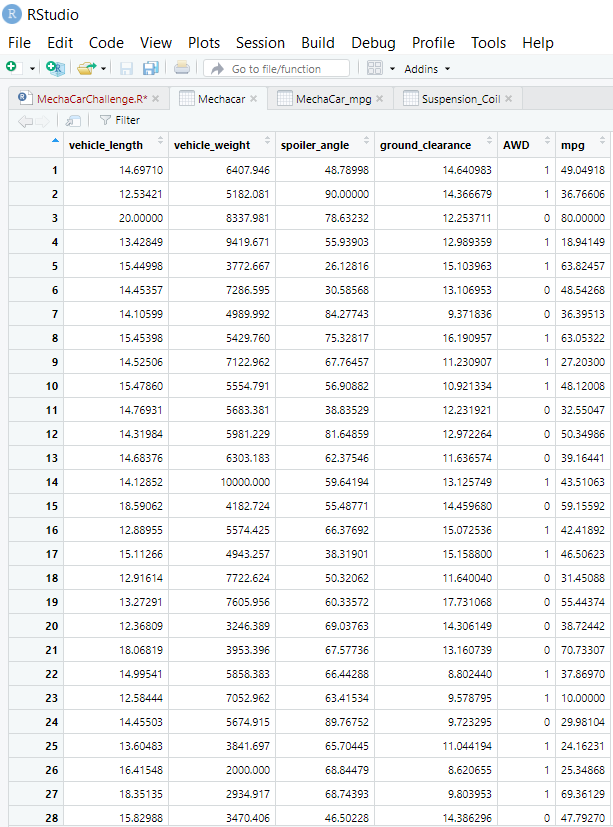 RStudio
File Edit Code View Plots Session Build Debug Profile Tools Help
Go to file/function Addins
MechaCarChallenge.R* Mechacar MechaCar_mpg Suspension_Coil
Filter
vehicle_length vehicle_weight spoiler_angle ground_clearance AWD mpg
1 14.69710 6407.946 48.78998 14.640983 1 49.04918
2 12.53421 5182.081 90.00000 14.366679 1 36.76606
3 20.00000 8337.981 78.63232 12.253711 0 80.00000
4 13.42849 9419.671 55.93903 12.989359 1 18.94149
5 15.44998 3772.667 26.12816 15.103963 1 63.82457
6 14.45357 7286.595 30.58568 13.106953 0 48.54268
7 14.10599 4989.992 84.27743 9.371836 0 36.39513
8 15.45398 5429.760 75.32817 16.190957 1 63.05322
9 14.52506 7122.962 67.76457 11.230907 1 27.20300
10 15.47860 5554.791 56.90882 10.921334 1 48.12008
11 14.76931 5683.381 38.83529 12.231921 0 32.55047
12 14.31984 5981.229 81.64859 12.972264 0 50.34986
13 14.68376 6303.183 62.37546 11.636574 0 39.16441
14 14.12852 10000.000 59.64194 13.125749 1 43.51063
15 18.59062 4182.724 55.48771 14.459680 0 59.15592
16 12.88955 5574.425 66.37692 15.072536 1 42.41892
17 15.11266 4943.257 38.31901 15.158800 1 46.50623
18 12.91614 7722.624 50.32062 11.640040 0 31.45088
19 13.27291 7605.956 60.33572 17.731068 0 55.44374
20 12.36809 3246.389 69.03763 14.306149 0 38.72442
21 18.06819 3953.396 67.57736 13.160739 0 70.73307
22 14.99541 5858.383 66.44288 8.802440 1 37.86970
23 12.58444 7052.962 63.41534 9.578795 1 10.00000
24 14.45503 5674.915 89.76752 9.723295 0 29.98104
25 13.60483 3841.697 65.70445 11.044194 1 24.16231
26 16.41548 2000.000 68.84479 8.620655 1 25.34868
27 18.35135 2934.917 68.74393 9.803953 1 69.36129
28 15.82988 3470.406 46.50228 14.386296 0 47.79270